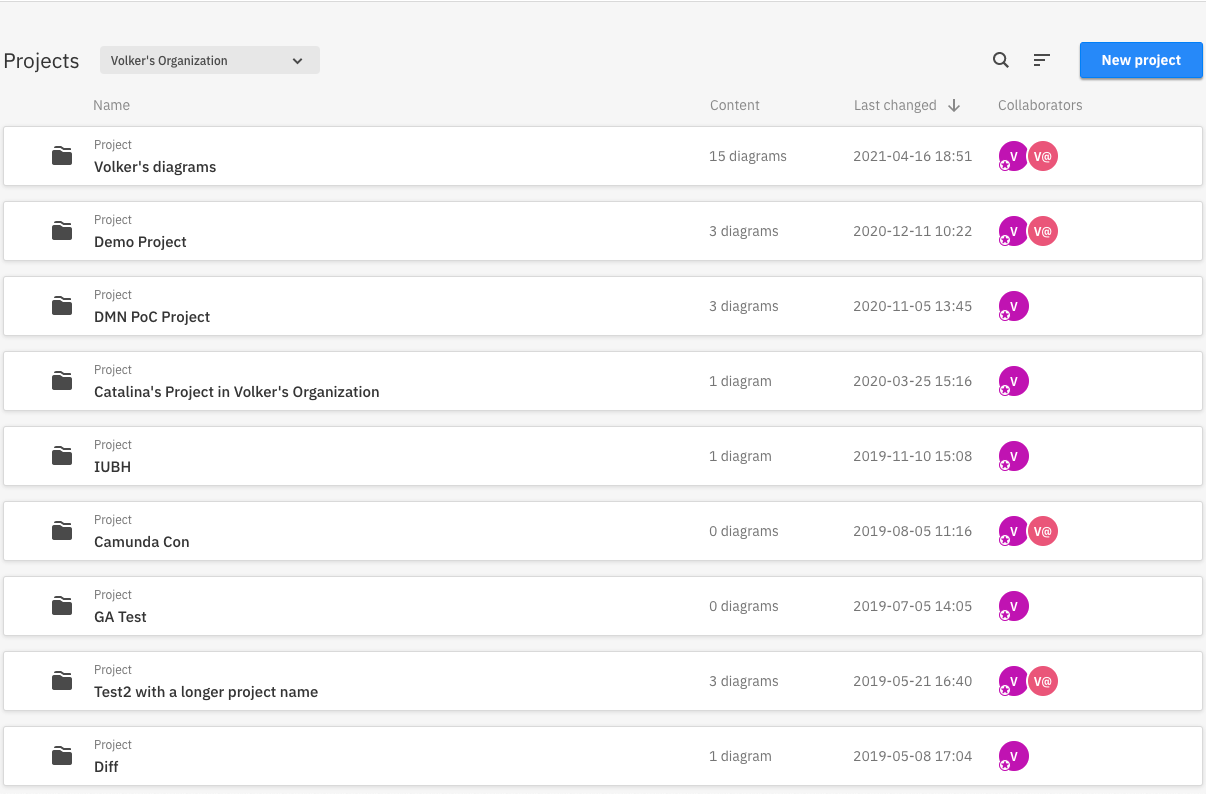 Projects Volker's Organization New project
Name Content Last changed Collaborators
Project
Volker's diagrams 15 diagrams 2021-04-16 18:51 V V@
Project
Demo Project 3 diagrams 2020-12-11 10:22 V V@
Project
DMN PoC Project 3 diagrams 2020-11-05 13:45 V
Project
Catalina's Project in Volker's Organization 1 diagram 2020-03-25 15:16 V
Project
IUBH 1 diagram 2019-11-10 15:08 V
Project
Camunda Con 0 diagrams 2019-08-05 11:16 V V@
Project
GA Test 0 diagrams 2019-07-05 14:05 V
Project
Test2 with a longer project name 3 diagrams 2019-05-21 16:40 V V@
Project
Diff 1 diagram 2019-05-08 17:04 V